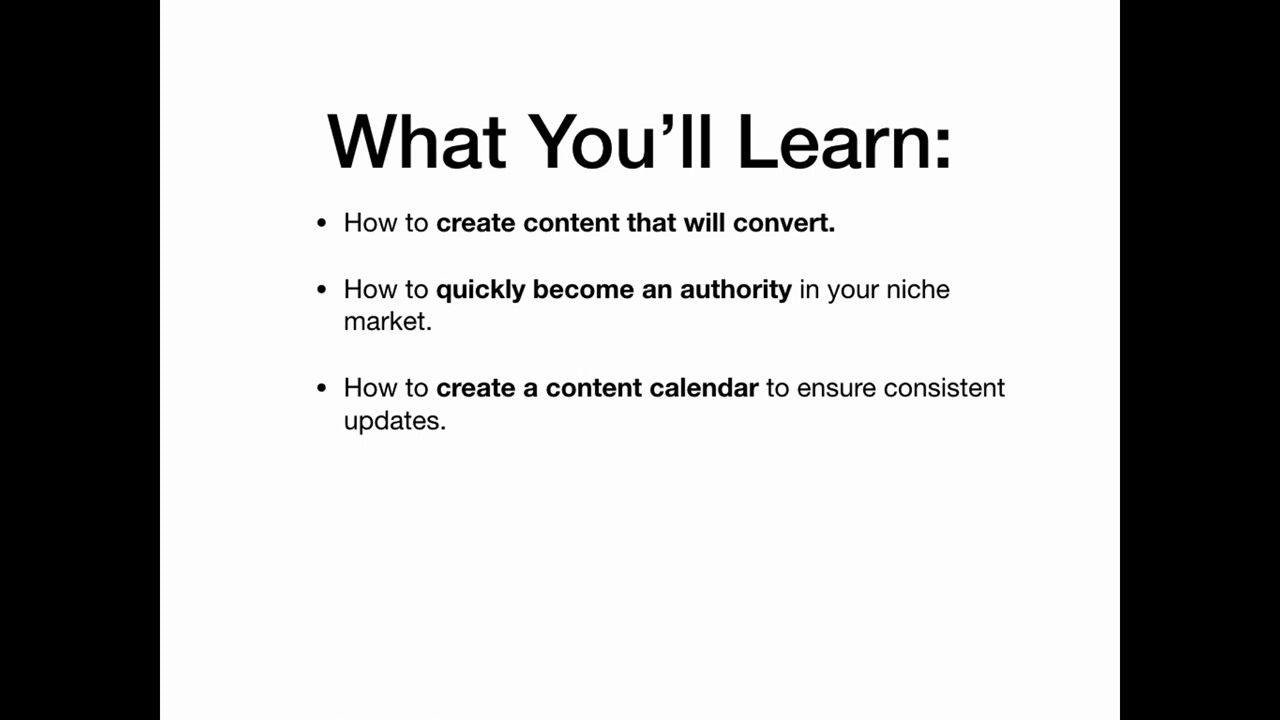 What You’ll Learn:
• How to create content that will convert.
• How to quickly become an authority in your niche
market.
• How to create a content calendar to ensure consistent
updates.